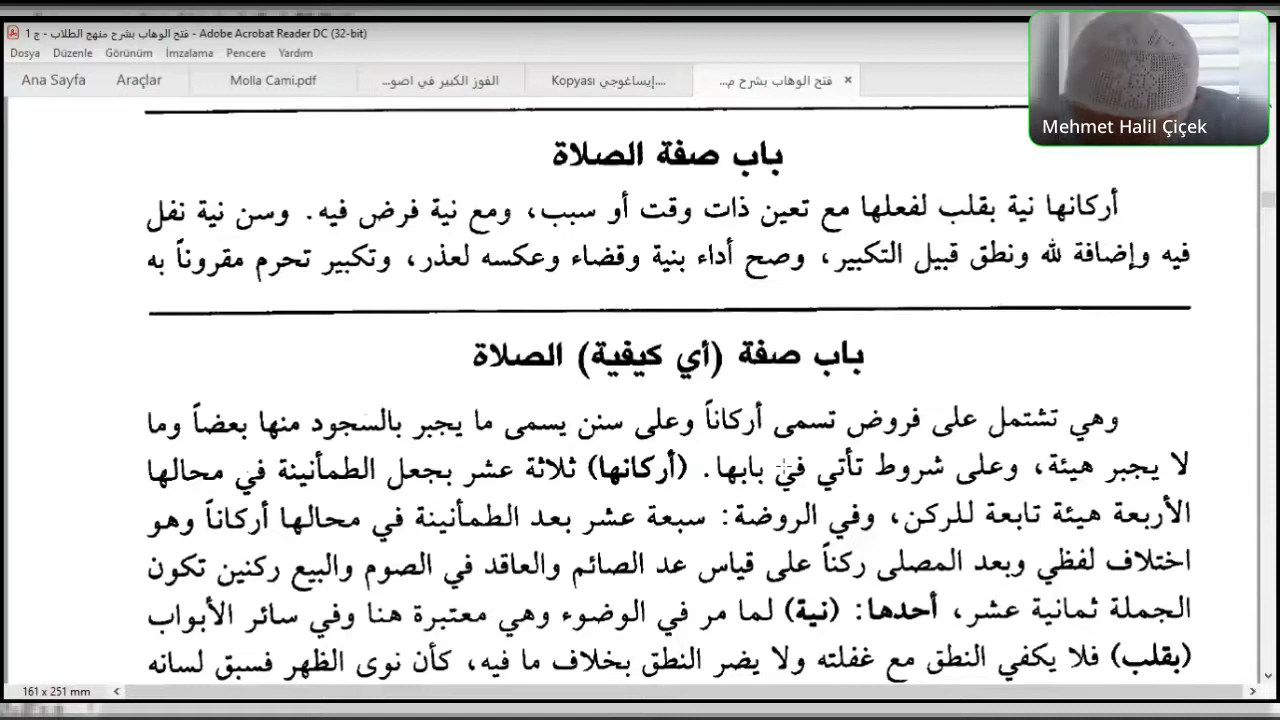 فتح الوهاب بشرح منهج الطلاب - ج 1 - Adobe Acrobat Reader DC (32-bit)
Dosya Düzenle Görünüm İmzalama Pencere Yardım
Ana Sayfa Araçlar Molla Cami.pdf الفوز الكبير في اصو... Kopyası إيساغوجي.... فتح الوهاب بشرح م... ×
Mehmet Halil Çiçek
باب صفة الصلاة
أركانها نية بقلب لفعلها مع تعين ذات وقت أو سبب، ومع نية فرض فيه. وسن نية نفل
فيه وإضافة لله ونطق قبيل التكبير، وصح أداء بنية وقضاء وعكسه لعذر، وتكبير تحرم مقروناً به
باب صفة (أي كيفية) الصلاة
وهي تشتمل على فروض تسمى أركاناً وعلى سنن يسمى ما يجبر بالسجود منها بعضاً وما
لا يجبر هيئة، وعلى شروط تأتي في بابها. (أركانها) ثلاثة عشر بجعل الطمأنينة في محالها
الأربعة هيئة تابعة للركن، وفي الروضة: سبعة عشر بعد الطمأنينة في محالها أركاناً وهو
اختلاف لفظي وبعد المصلى ركناً على قياس عد الصائم والعاقد في الصوم والبيع ركنين تكون
الجملة ثمانية عشر، أحدها: (نية) لما مر في الوضوء وهي معتبرة هنا وفي سائر الأبواب
(بقلب) فلا يكفي النطق مع غفلته ولا يضر النطق بخلاف ما فيه، كأن نوى الظهر فسبق لسانه
161 x 251 mm